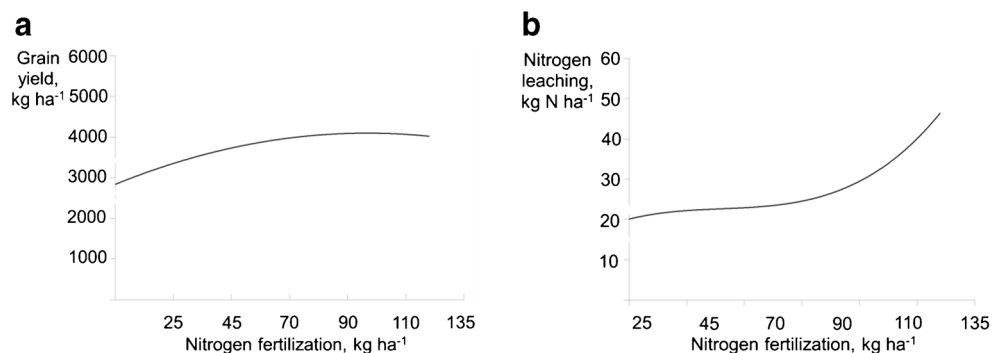 a
Grain
yield,
kg ha-1
6000
5000
4000
3000
2000
1000
25 45 70 90 110 135
Nitrogen fertilization, kg ha-1
b
Nitrogen
leaching,
kg N ha-1
60
50
40
30
20
10
25 45 70 90 110 135
Nitrogen fertilization, kg ha-1